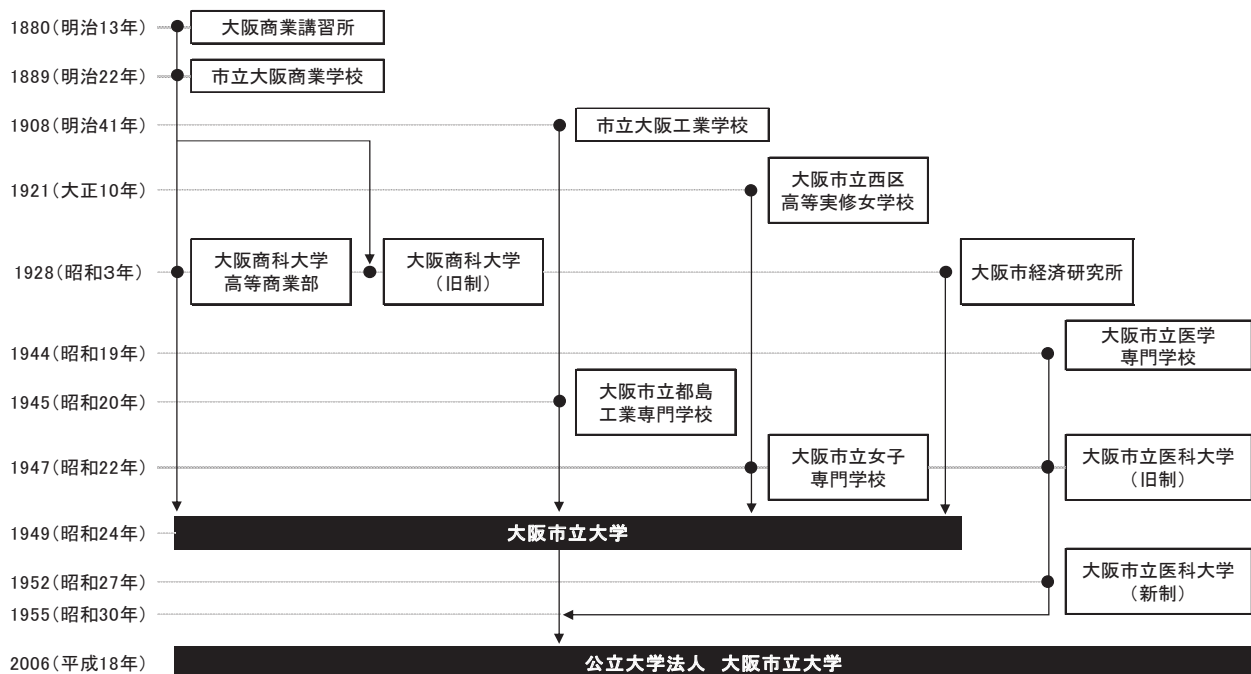 1880(明治13年)
大阪商業講習所
1889(明治22年)
市立大阪商業学校
1908(明治41年)
市立大阪工業学校
1921(大正10年)
大阪市立西区
高等実修女学校
1928(昭和3年)
大阪商科大学
高等商業部
大阪商科大学
(旧制)
大阪市経済研究所
1944(昭和19年)
大阪市立医学
専門学校
1945(昭和20年)
大阪市立都島
工業専門学校
1947(昭和22年)
大阪市立女子
専門学校
大阪市立医科大学
(旧制)
1949(昭和24年)
大阪市立大学
1952(昭和27年)
大阪市立医科大学
(新制)
1955(昭和30年)
2006(平成18年)
公立大学法人 大阪市立大学